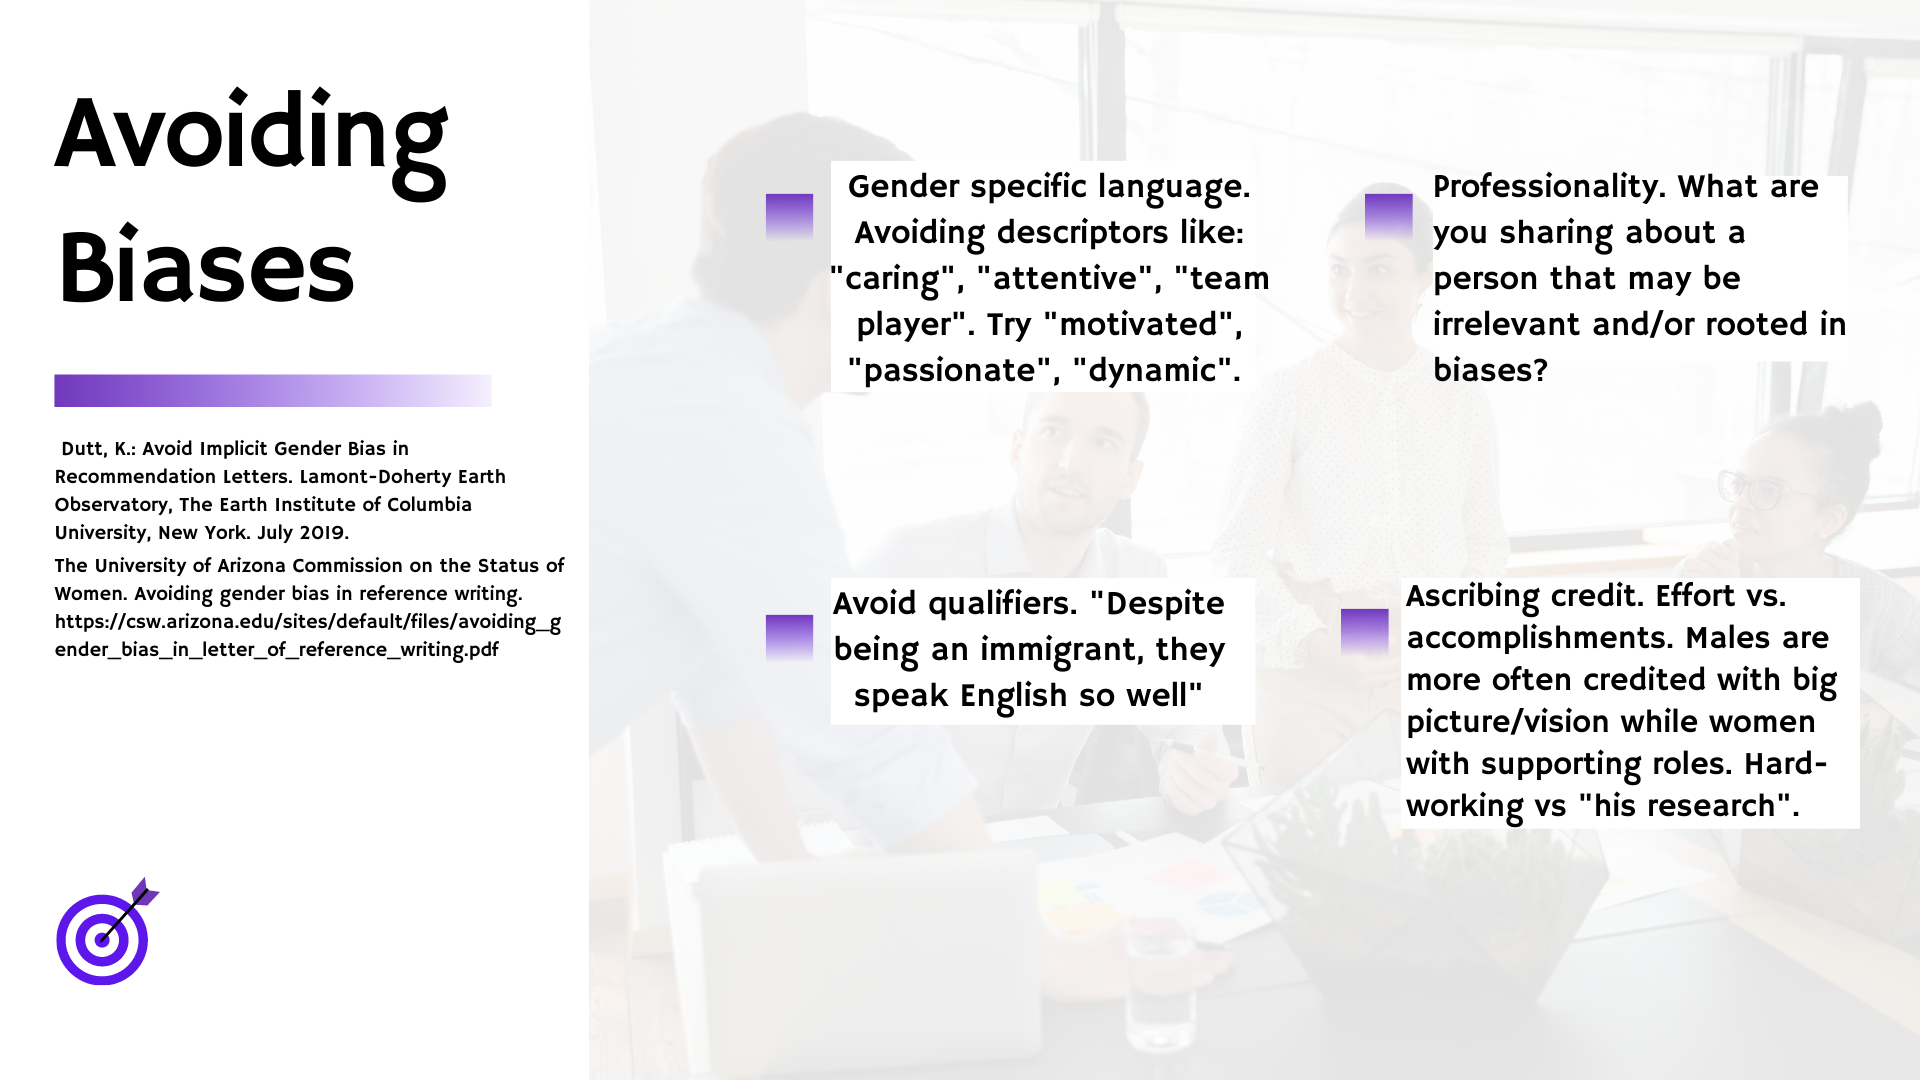 Avoiding
Biases
Dutt, K.: Avoid Implicit Gender Bias in
Recommendation Letters. Lamont-Doherty Earth
Observatory, The Earth Institute of Columbia
University, New York. July 2019.
The University of Arizona Commission on the Status of
Women. Avoiding gender bias in reference writing.
https://csw.arizona.edu/sites/default/files/avoiding_g
ender_bias_in_letter_of_reference_writing.pdf
Gender specific language.
Avoiding descriptors like:
"caring", "attentive", "team
player". Try "motivated",
"passionate", "dynamic".
Professionality. What are
you sharing about a
person that may be
irrelevant and/or rooted in
biases?
Avoid qualifiers. "Despite
being an immigrant, they
speak English so well"
Ascribing credit. Effort vs.
accomplishments. Males are
more often credited with big
picture/vision while women
with supporting roles. Hard-
working vs "his research".